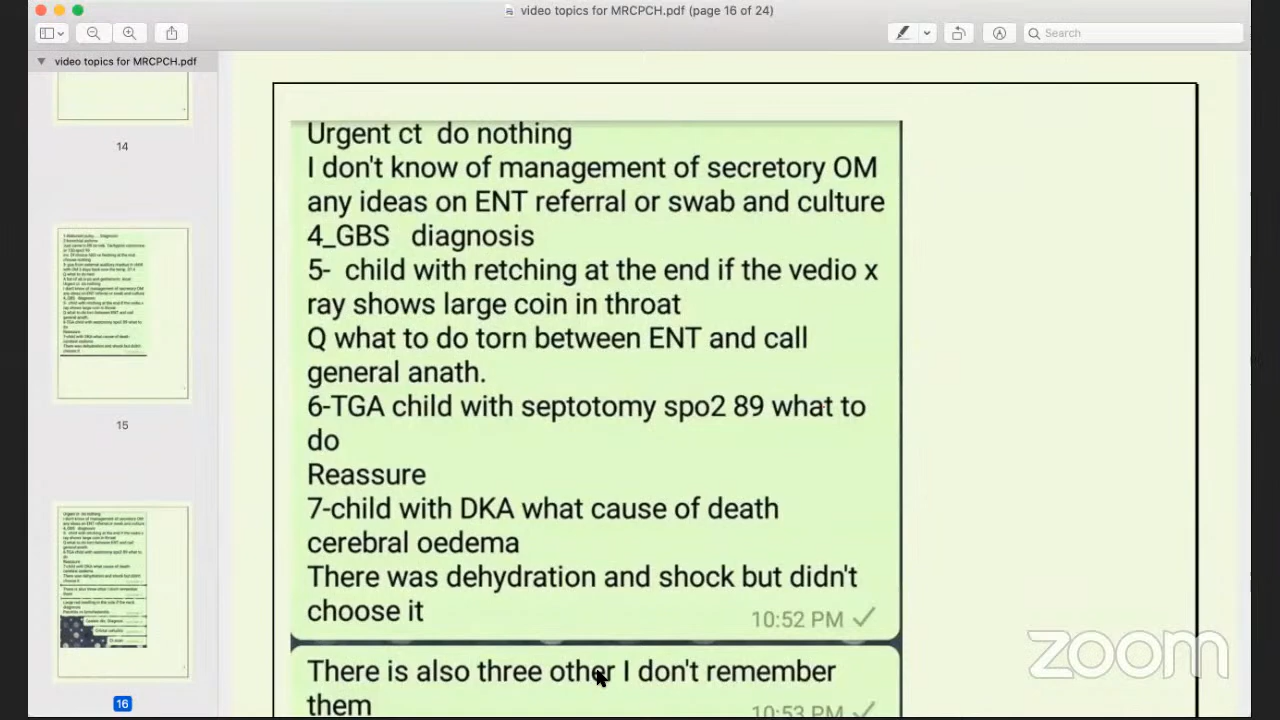 video topics for MRCPCH.pdf (page 16 of 24)
Search
video topics for MRCPCH.pdf
14
15
16
Urgent ct  do nothing
I don't know of management of secretory OM
any ideas on ENT referral or swab and culture
4_GBS   diagnosis
5-  child with retching at the end if the vedio x
ray shows large coin in throat
Q what to do torn between ENT and call
general anath.
6-TGA child with septotomy spo2 89 what to
do
Reassure
7-child with DKA what cause of death
cerebral oedema
There was dehydration and shock but didn't
choose it
10:52 PM
There is also three other I don't remember
them
10:53 PM
zoom